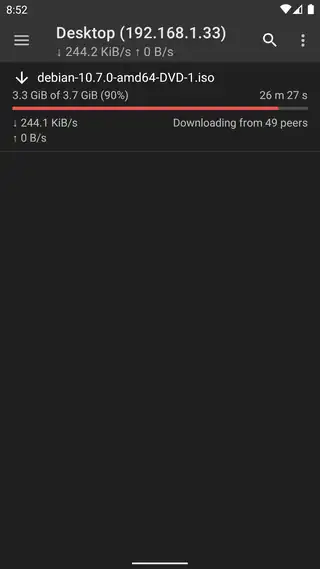 8:52
Desktop (192.168.1.33)
↓ 244.2 KiB/s ↑ 0 B/s
debian-10.7.0-amd64-DVD-1.iso
3.3 GiB of 3.7 GiB (90%) 26 m 27 s
↓ 244.1 KiB/s Downloading from 49 peers
↑ 0 B/s